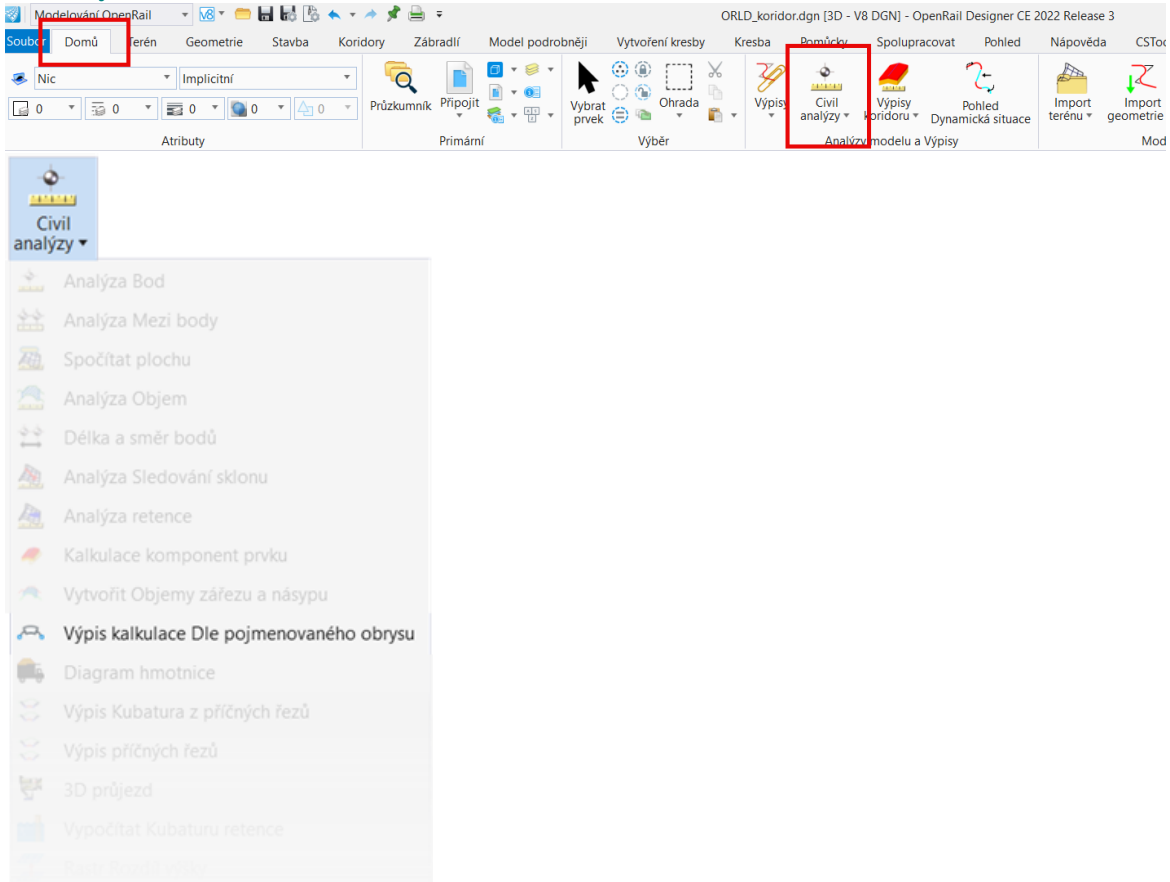 Modelování OpenRail
ORLD_koridor.dgn [3D - V8 DGN] - OpenRail Designer CE 2022 Release 3
Soubor Domů Terén Geometrie Stavba Koridory Zábradlí Model podrobněji Vytvoření kresby Kresba Pomůcky Spolupracovat Pohled Nápověda
Nic Implicitní
0 0 0 0 0
Průzkumník Připojit Vybrat prvek Ohrada Výpisy Civil analýzy Výpisy koridoru Pohled Dynamická situace Import terénu Import geometrie
Atributy Primární Výběr Analýzy modelu a Výpisy Mod
Civil
analýzy
Analýza Bod
Analýza Mezi body
Spočítat plochu
Analýza Objem
Délka a směr bodů
Analýza Sledování sklonu
Analýza retence
Kalkulace komponent prvku
Vytvořit Objemy zářezu a násypu
Výpis kalkulace Dle pojmenovaného obrysu
Diagram hmotnice
Výpis Kubatura z příčných řezů
Výpis příčných řezů
3D průjezd
Vypočítat Kubaturu retence